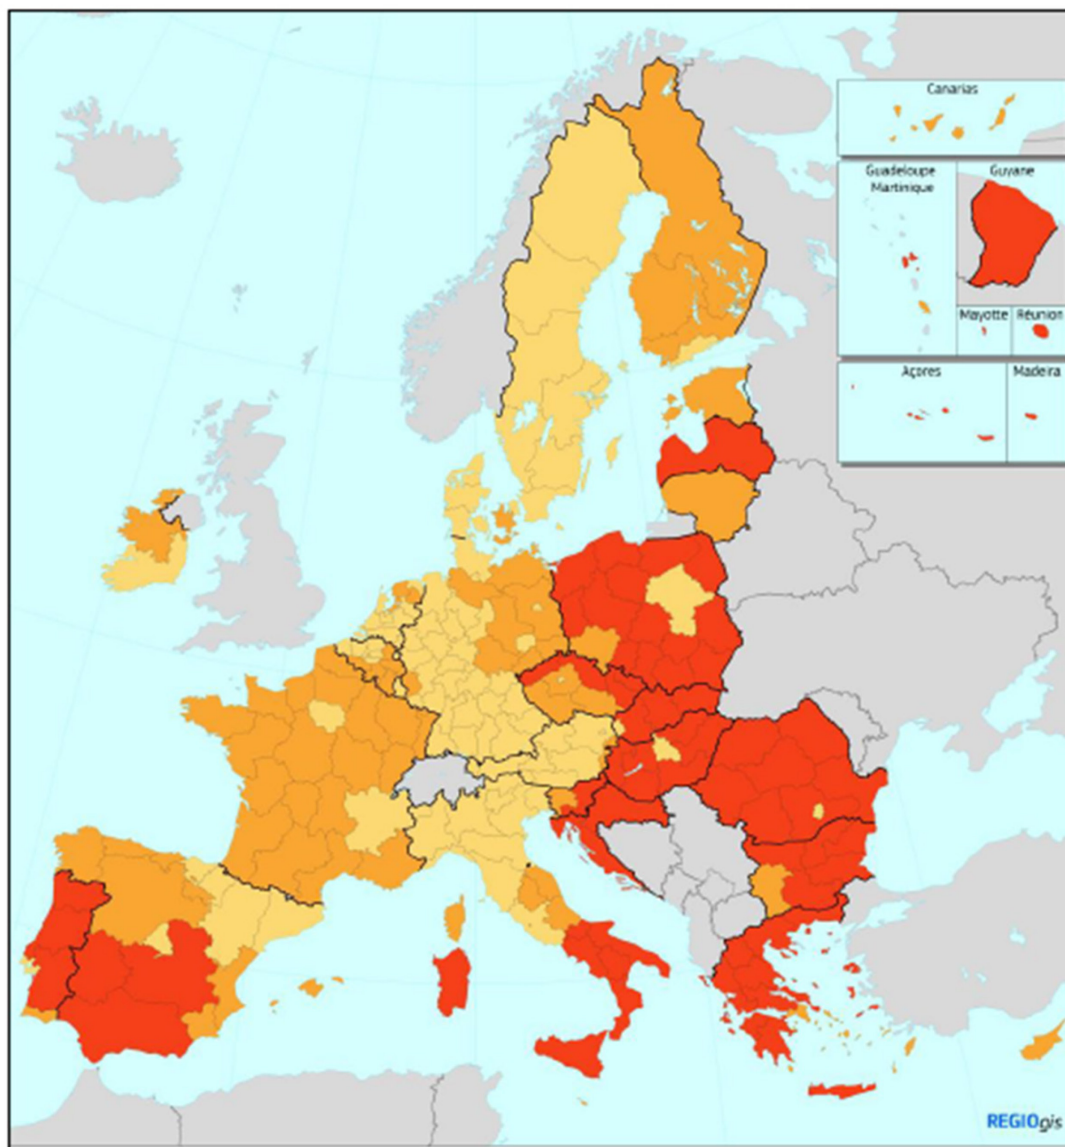 Canarias
Guadeloupe
Martinique
Guyane
Mayotte
Réunion
Açores
Madeira
REGIOgis